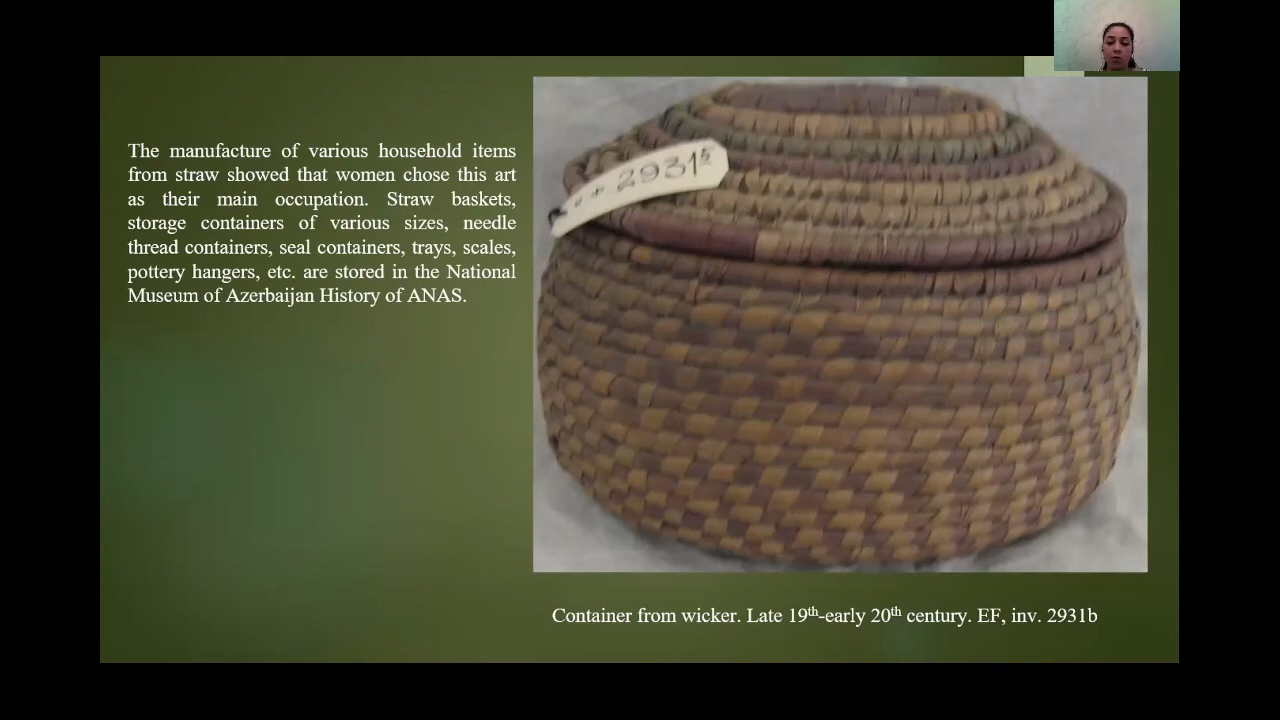 The manufacture of various household items
from straw showed that women chose this art
as their main occupation. Straw baskets,
storage containers of various sizes, needle
thread containers, seal containers, trays, scales,
pottery hangers, etc. are stored in the National
Museum of Azerbaijan History of ANAS.
2931
Container from wicker. Late 19th-early 20th century. EF, inv. 2931b